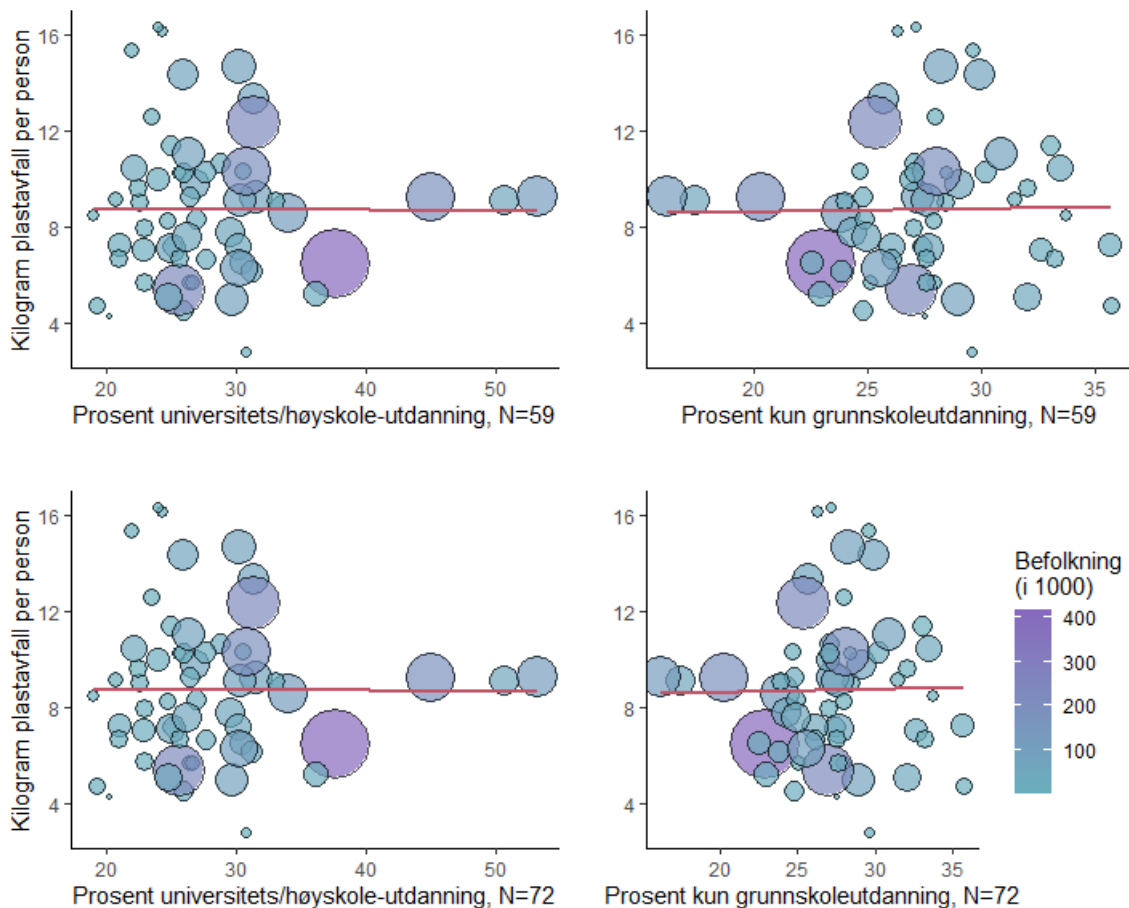 16
12
8
4
Kilogram plastavfall per person
20 30 40 50
Prosent universitets/høyskole-utdanning, N=59
16
12
8
4
20 25 30 35
Prosent kun grunnskoleutdanning, N=59
16
12
8
4
Kilogram plastavfall per person
20 30 40 50
Prosent universitets/høyskole-utdanning, N=72
16
12
8
4
20 25 30 35
Prosent kun grunnskoleutdanning, N=72
Befolkning
(i 1000)
400
300
200
100